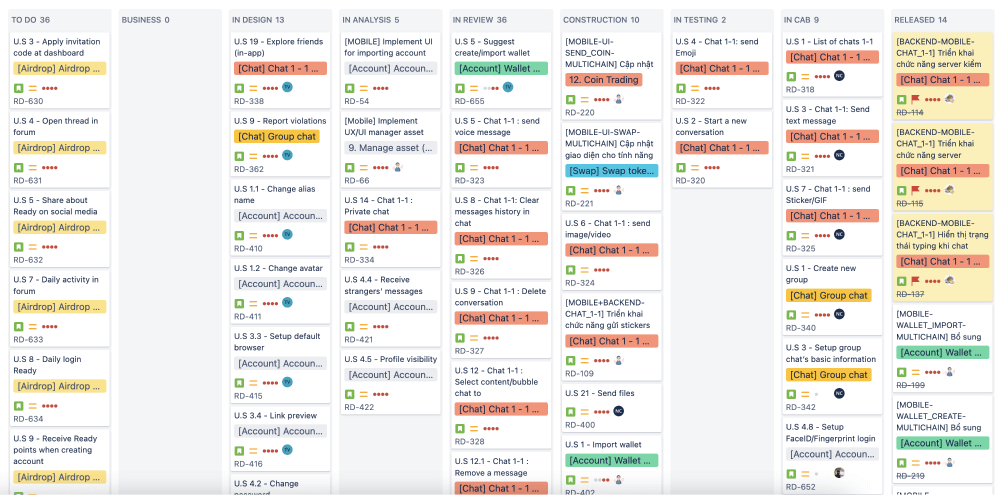 TO DO 36
U.S 3 - Apply invitation
code at dashboard
[Airdrop] Airdrop ...
RD-630
U.S 4 - Open thread in
forum
[Airdrop] Airdrop ...
RD-631
U.S 5 - Share about
Ready on social media
[Airdrop] Airdrop ...
RD-632
U.S 7 - Daily activity in
forum
[Airdrop] Airdrop ...
RD-633
U.S 8 - Daily login
Ready
[Airdrop] Airdrop ...
RD-634
U.S 9 - Receive Ready
points when creating
account
[Airdrop] Airdrop ...
BUSINESS 0
IN DESIGN 13
U.S 19 - Explore friends
(in-app)
[Chat] Chat 1 - 1 ...
TV
RD-338
U.S 9 - Report violations
[Chat] Group chat
TV
RD-362
U.S 1.1 - Change alias
name
[Account] Accoun...
TV
RD-410
U.S 1.2 - Change avatar
[Account] Accoun...
TV
RD-411
U.S 3.3 - Setup default
browser
[Account] Accoun...
TV
RD-415
U.S 3.4 - Link preview
[Account] Accoun...
TV
RD-416
U.S 4.2 - Change
password
IN ANALYSIS 5
[MOBILE] Implement UI
for importing account
[Account] Accoun...
RD-54
[Mobile] Implement
UX/UI manager asset
9. Manage asset (...
RD-66
U.S 14 - Chat 1-1 :
Private chat
[Chat] Chat 1 - 1 ...
RD-334
U.S 4.4 - Receive
strangers' messages
[Account] Accoun...
RD-421
U.S 4.5 - Profile visibility
[Account] Accoun...
RD-422
IN REVIEW 36
U.S 5 - Suggest
create/import wallet
[Account] Wallet ...
TV
RD-655
U.S 5 - Chat 1-1 : send
voice message
[Chat] Chat 1 - 1 ...
RD-323
U.S 8 - Chat 1-1: Clear
messages history in
chat
[Chat] Chat 1 - 1 ...
RD-326
U.S 9 - Chat 1-1 : Delete
conversation
[Chat] Chat 1 - 1 ...
RD-327
U.S 12 - Chat 1-1 :
Select content/bubble
chat to
[Chat] Chat 1 - 1 ...
RD-328
U.S 12.1 - Chat 1-1 :
Remove a message
[Chat] Chat 1 - 1 ...
CONSTRUCTION 10
[MOBILE-UI-
SEND_COIN-
MULTICHAIN] Cập nhật
12. Coin Trading
RD-220
[MOBILE-UI-SWAP-
MULTICHAIN] Cập nhật
giao diện cho tính năng
[Swap] Swap toke...
RD-221
U.S 6 - Chat 1-1: send
image/video
[Chat] Chat 1 - 1 ...
RD-324
[MOBILE+BACKEND-
CHAT_1-1] Triển khai
chức năng gửi stickers
[Chat] Chat 1 - 1 ...
RD-109
U.S 21 - Send files
NC
RD-400
U.S 1 - Import wallet
[Account] Wallet ...
RD-402
IN TESTING 2
U.S 4 - Chat 1-1: send
Emoji
[Chat] Chat 1 - 1 ...
RD-322
U.S 2 - Start a new
conversation
[Chat] Chat 1 - 1 ...
RD-320
IN CAB 9
U.S 1 - List of chats 1-1
[Chat] Chat 1 - 1 ...
NC
RD-318
U.S 3 - Chat 1-1: Send
text message
[Chat] Chat 1 - 1 ...
NC
RD-321
U.S 7 - Chat 1-1 : send
Sticker/GIF
[Chat] Chat 1 - 1 ...
NC
RD-325
U.S 1 - Create new
group
[Chat] Group chat
NC
RD-340
U.S 3 - Setup group
chat's basic information
[Chat] Group chat
NC
RD-342
U.S 4.8 - Setup
FaceID/Fingerprint login
[Account] Accoun...
RD-652
RELEASED 14
[BACKEND-MOBILE-
CHAT_1-1] Triển khai
chức năng server kiểm
[Chat] Chat 1 - 1 ...
RD-114
[BACKEND-MOBILE-
CHAT_1-1] Triển khai
chức năng server
[Chat] Chat 1 - 1 ...
RD-115
[BACKEND-MOBILE-
CHAT_1-1] Hiển thị trạng
thái typing khi chat
[Chat] Chat 1 - 1 ...
RD-137
[MOBILE-
WALLET_IMPORT-
MULTICHAIN] Bổ sung
[Account] Wallet ...
RD-199
[MOBILE-
WALLET_CREATE-
MULTICHAIN] Bổ sung
[Account] Wallet ...
RD-219
[MOBILE-